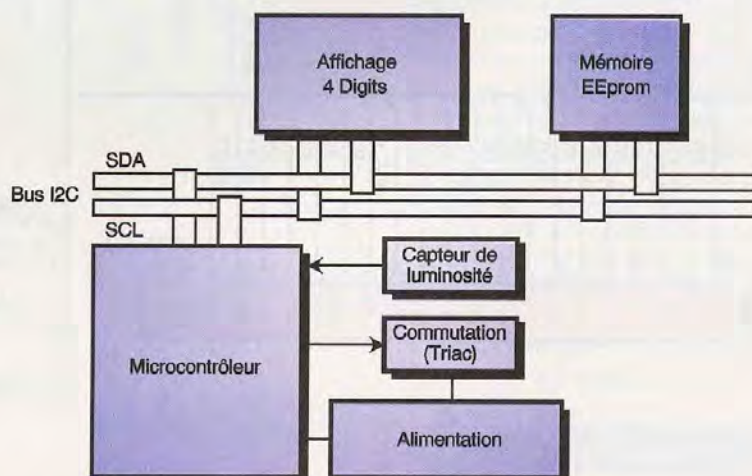 Affichage
4 Digits
Mémoire
EEprom
SDA
Bus I2C
SCL
Capteur de
luminosité
Commutation
(Triac)
Microcontrôleur
Alimentation